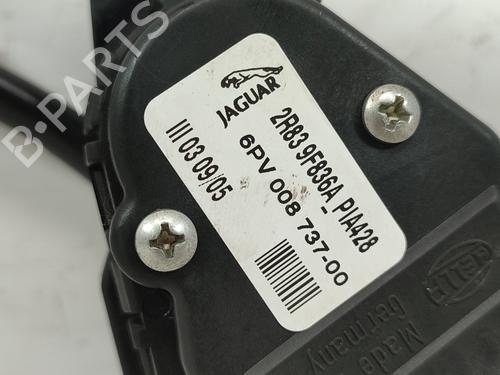 JAGUAR
2R83 9F836A_PIA428
6PV 008 737-00
III 03 09/05
HELLA
Made
Germany
B-PARTS